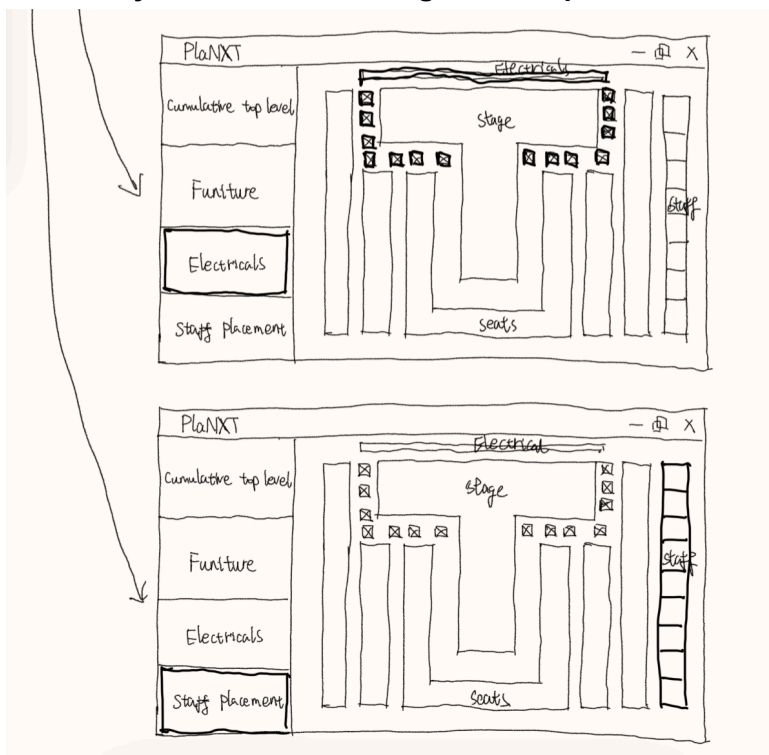 PlaNXT
Electricals
Cumulative top level
Stage
Funiture
Staff
Electricals
Staff placement
seats
PlaNXT
Electrical
Cumulative top level
Stage
Funiture
Staff
Electricals
Staff placement
Seats